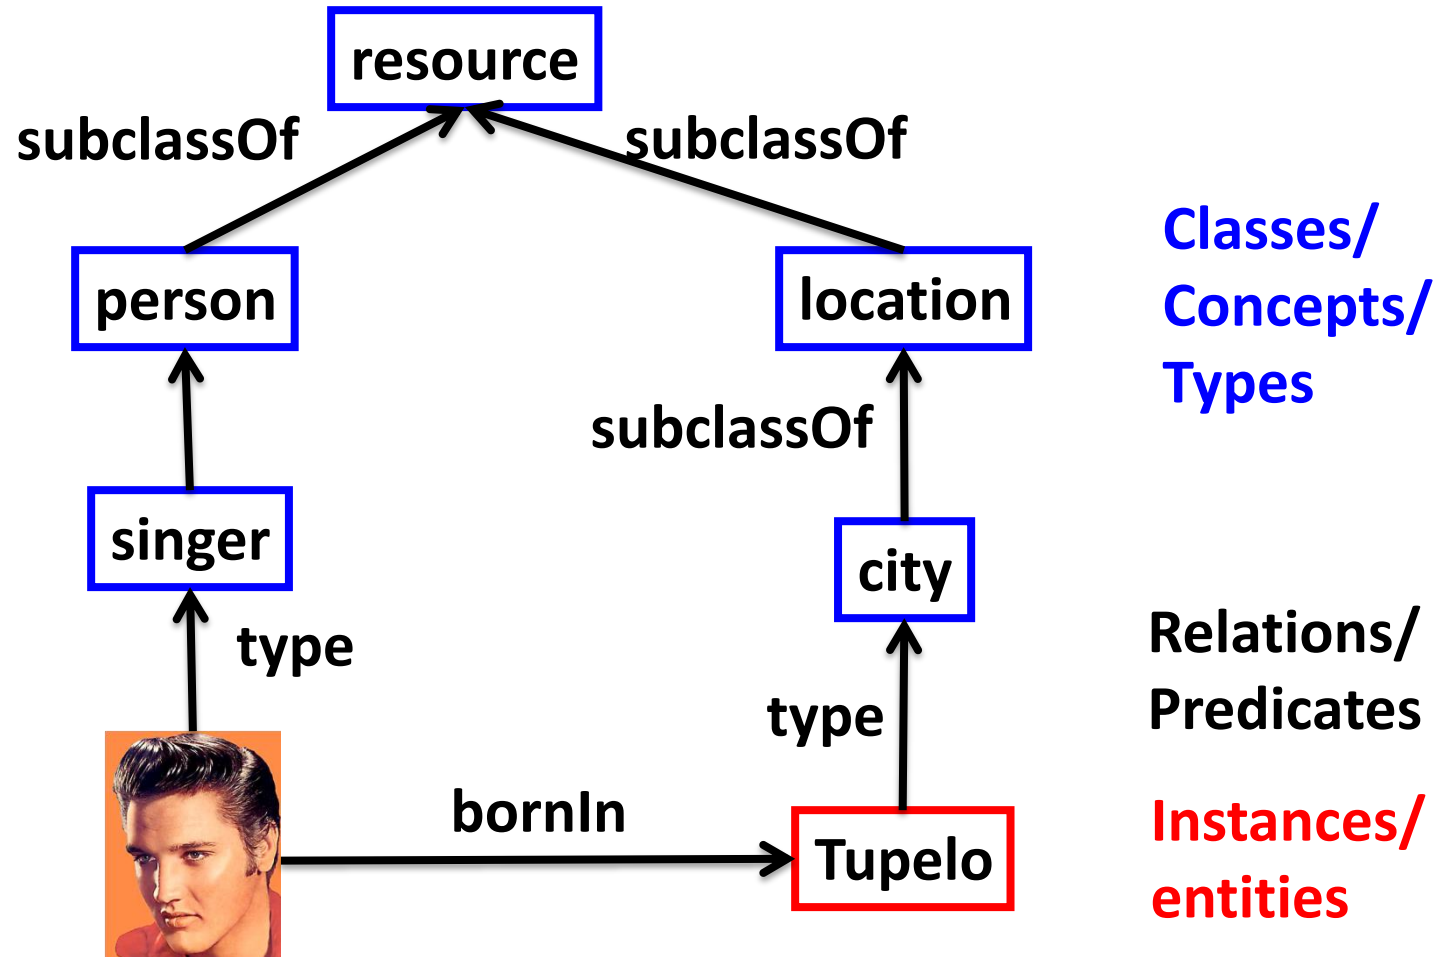 resource
subclassOf
subclassOf
person
location
Classes/
Concepts/
Types
subclassOf
singer
city
type
type
Relations/
Predicates
bornIn
Tupelo
Instances/
entities